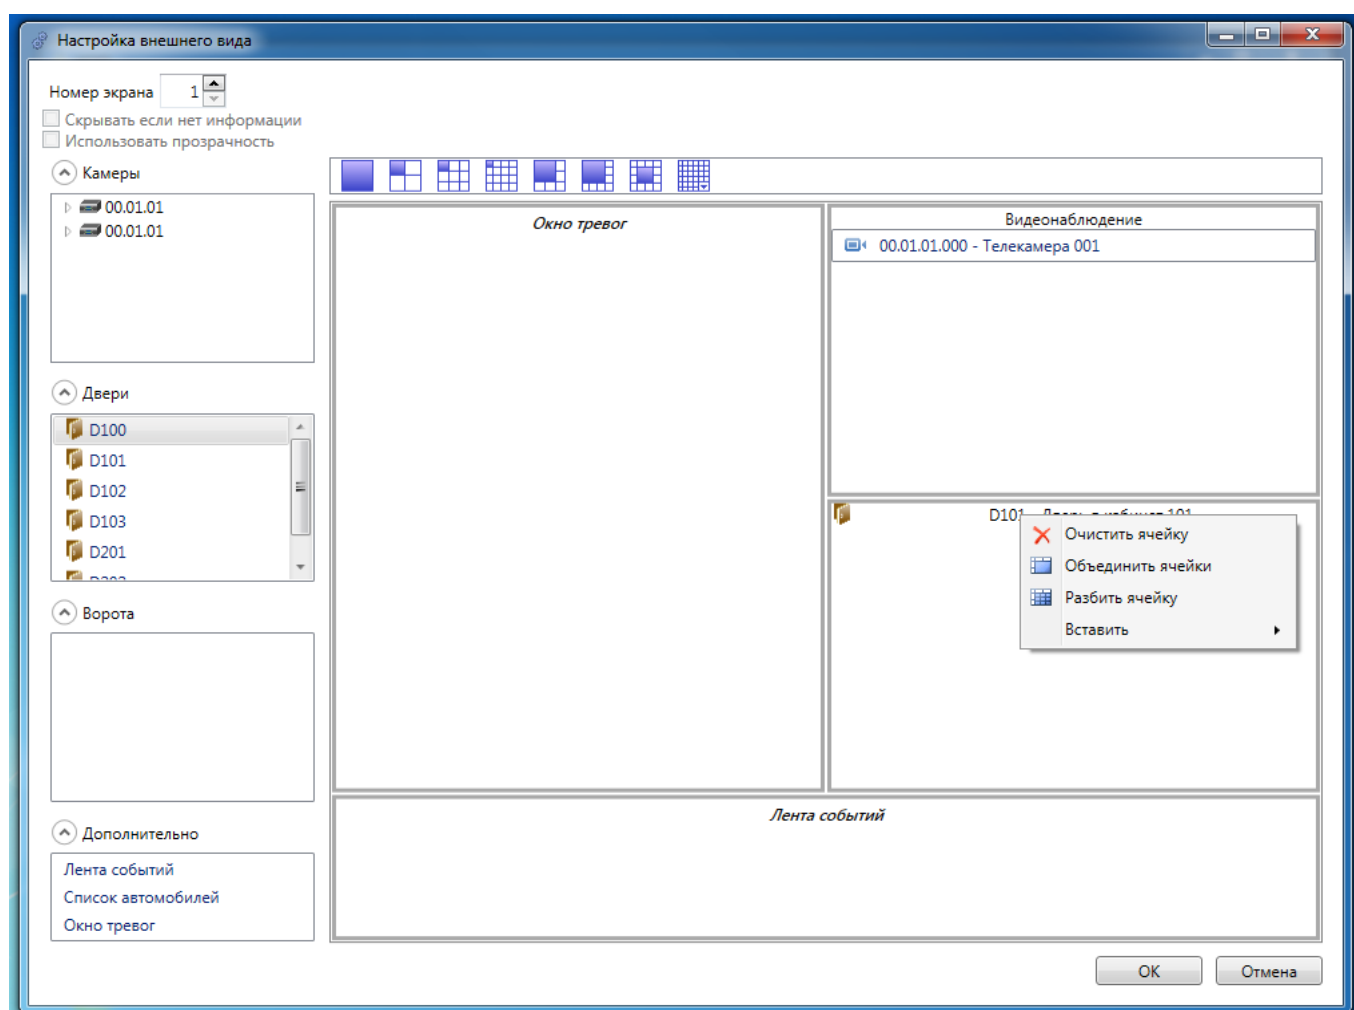 Настройка внешнего вида
Номер экрана 1
Скрывать если нет информации
Использовать прозрачность
Камеры
00.01.01
00.01.01
Двери
D100
D101
D102
D103
D201
Ворота
Дополнительно
Лента событий
Список автомобилей
Окно тревог
Окно тревог
Видеонаблюдение
00.01.01.000 - Телекамера 001
Очистить ячейку
Объединить ячейки
Разбить ячейку
Вставить
Лента событий
OK
Отмена